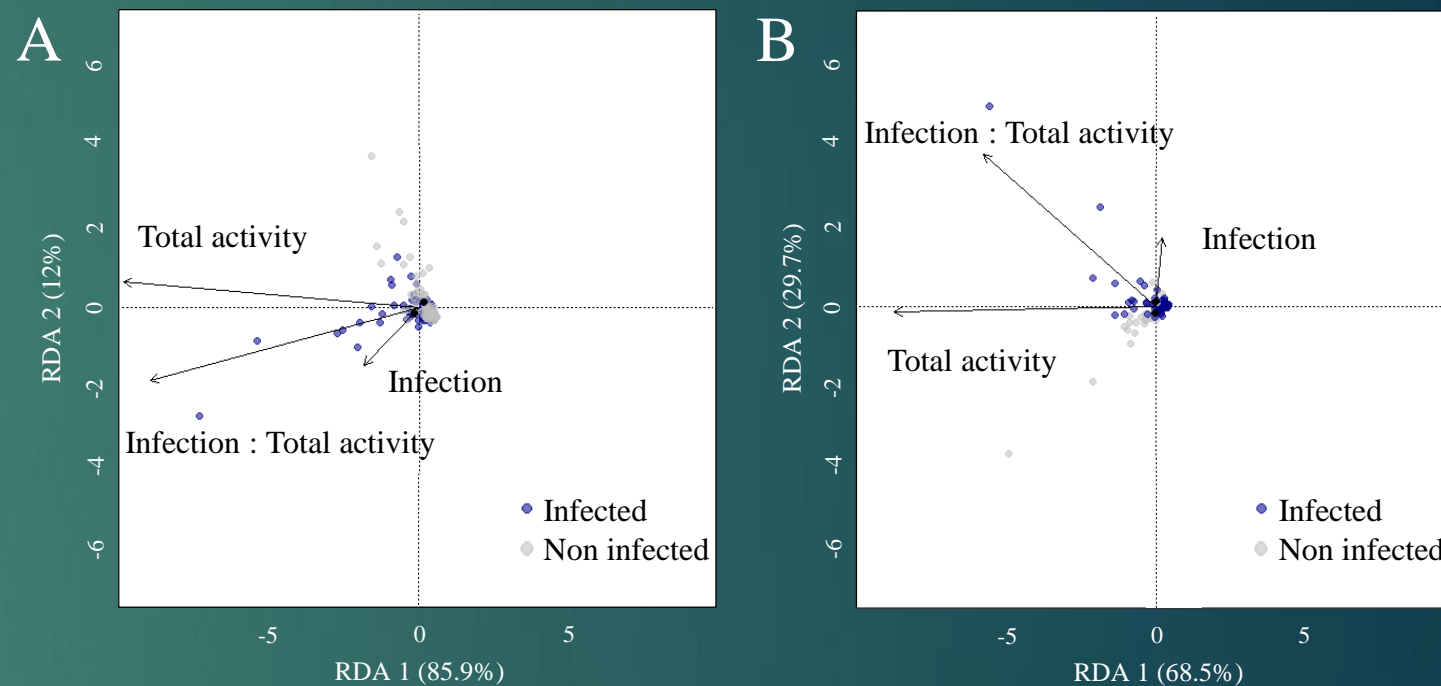 A
RDA 2 (12%)
6
4
2
0
-2
-4
-6
Total activity
Infection
Infection : Total activity
Infected
Non infected
-5
0
5
RDA 1 (85.9%)
B
RDA 2 (29.7%)
6
4
2
0
-2
-4
-6
Infection : Total activity
Infection
Total activity
Infected
Non infected
-5
0
5
RDA 1 (68.5%)